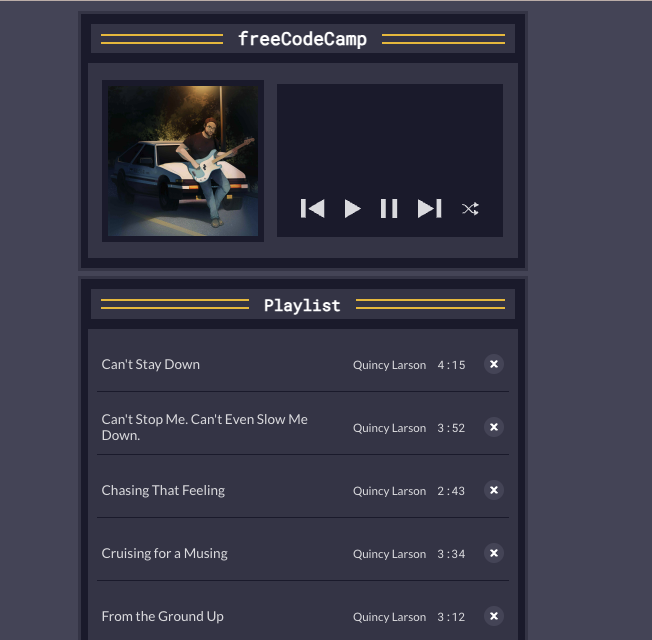 freeCodeCamp
Playlist
Can't Stay Down Quincy Larson 4:15
Can't Stop Me. Can't Even Slow Me
Down. Quincy Larson 3:52
Chasing That Feeling Quincy Larson 2:43
Cruising for a Musing Quincy Larson 3:34
From the Ground Up Quincy Larson 3:12